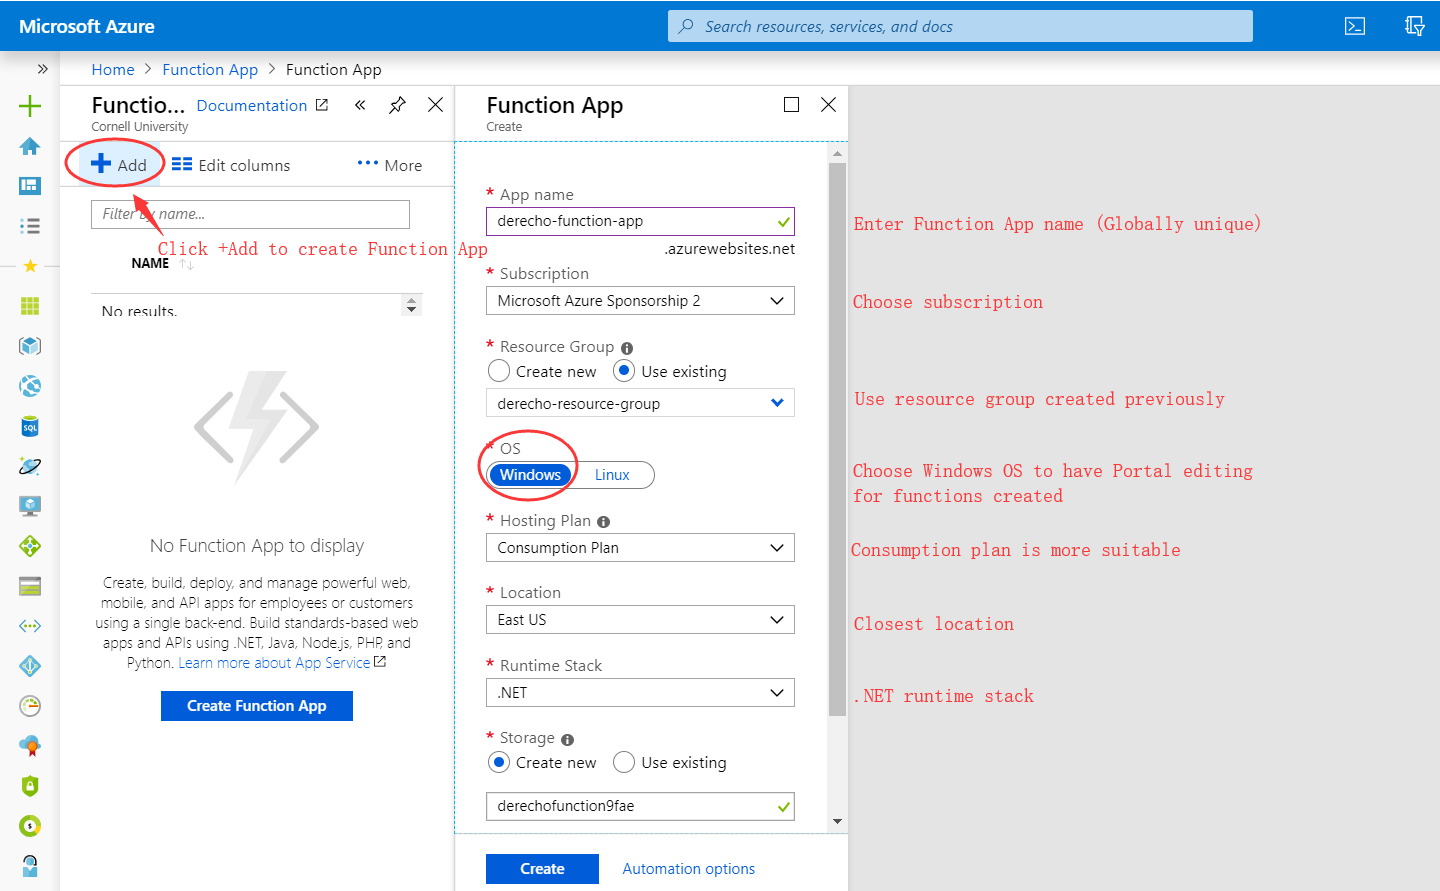 Microsoft Azure
Search resources, services, and docs
Home > Function App > Function App
Functio... Documentation
Cornell University
Add Edit columns ... More
Filter by name...
Click +Add to create Function App
NAME
No results.
No Function App to display
Create, build, deploy, and manage powerful web,
mobile, and API apps for employees or customers
using a single back-end. Build standards-based web
apps and APIs using .NET, Java, Node.js, PHP, and
Python. Learn more about App Service
Create Function App
Function App
Create
* App name
derecho-function-app
.azurewebsites.net
Enter Function App name (Globally unique)
* Subscription
Microsoft Azure Sponsorship 2
Choose subscription
* Resource Group
Create new Use existing
derecho-resource-group
Use resource group created previously
* OS
Windows Linux
Choose Windows OS to have Portal editing
for functions created
* Hosting Plan
Consumption Plan
Consumption plan is more suitable
* Location
East US
Closest location
* Runtime Stack
.NET
.NET runtime stack
* Storage
Create new Use existing
derechofunction9fae
Create Automation options
SQL